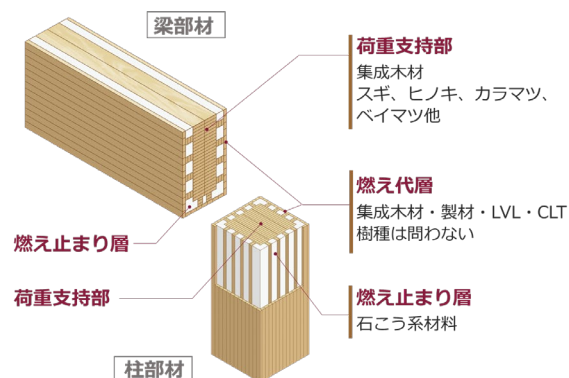 梁部材
荷重支持部
集成木材
スギ、ヒノキ、カラマツ、
ベイマツ他
燃え代層
集成木材・製材・LVL・CLT
樹種は問わない
燃え止まり層
荷重支持部
燃え止まり層
石こう系材料
柱部材